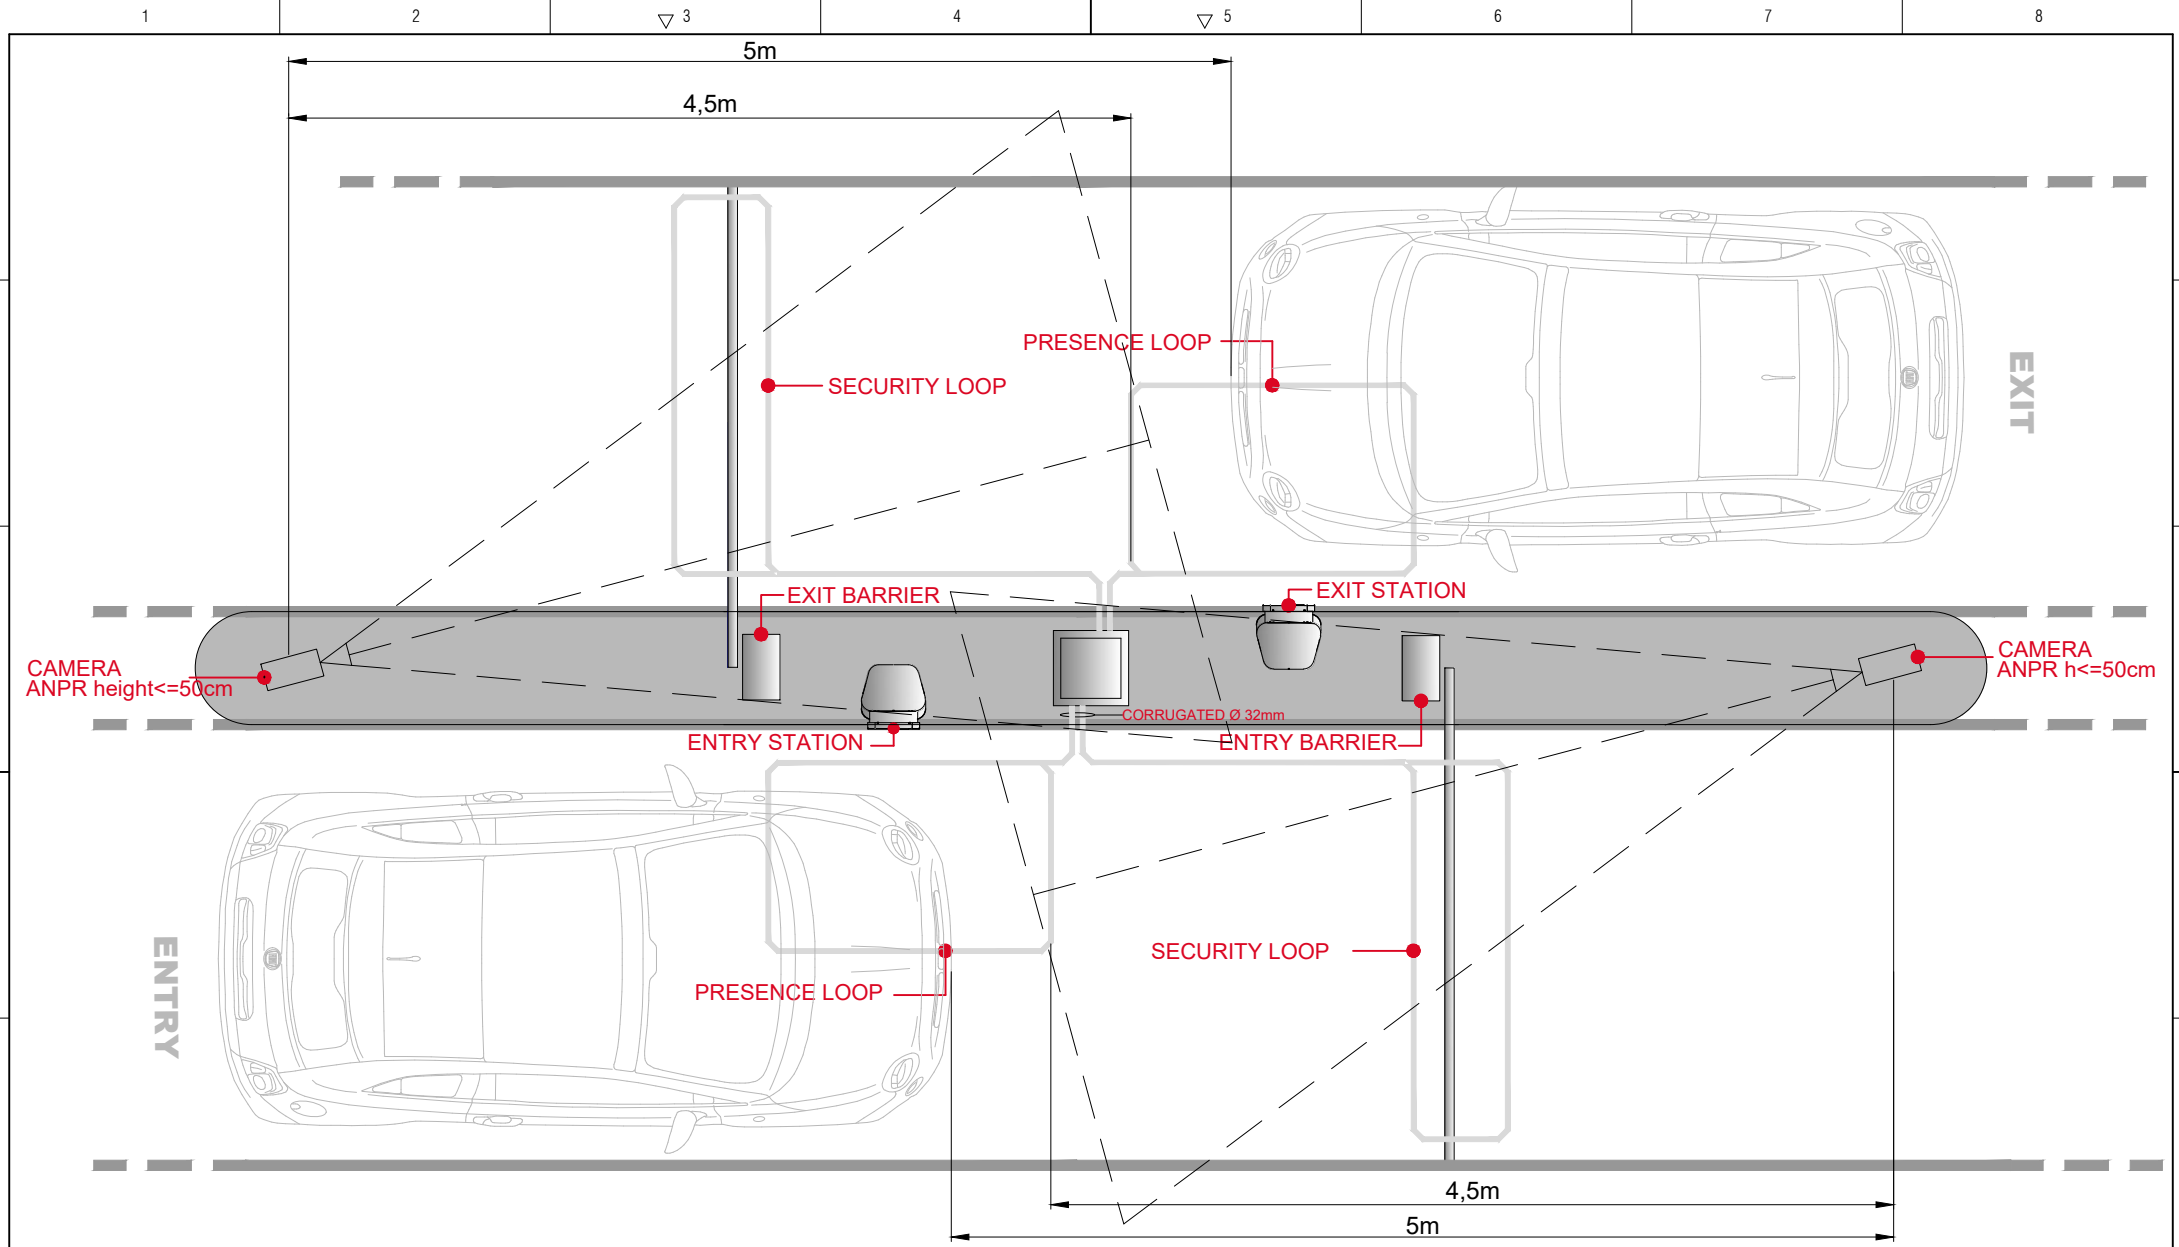 1 2 3 4 5 6 7 8
5m
4,5m
PRESENCE LOOP
SECURITY LOOP
EXIT
EXIT BARRIER
EXIT STATION
CAMERA
ANPR height<=50cm
CAMERA
ANPR h<=50cm
CORRUGATED Ø 32mm
ENTRY STATION
ENTRY BARRIER
SECURITY LOOP
PRESENCE LOOP
ENTRY
4,5m
5m